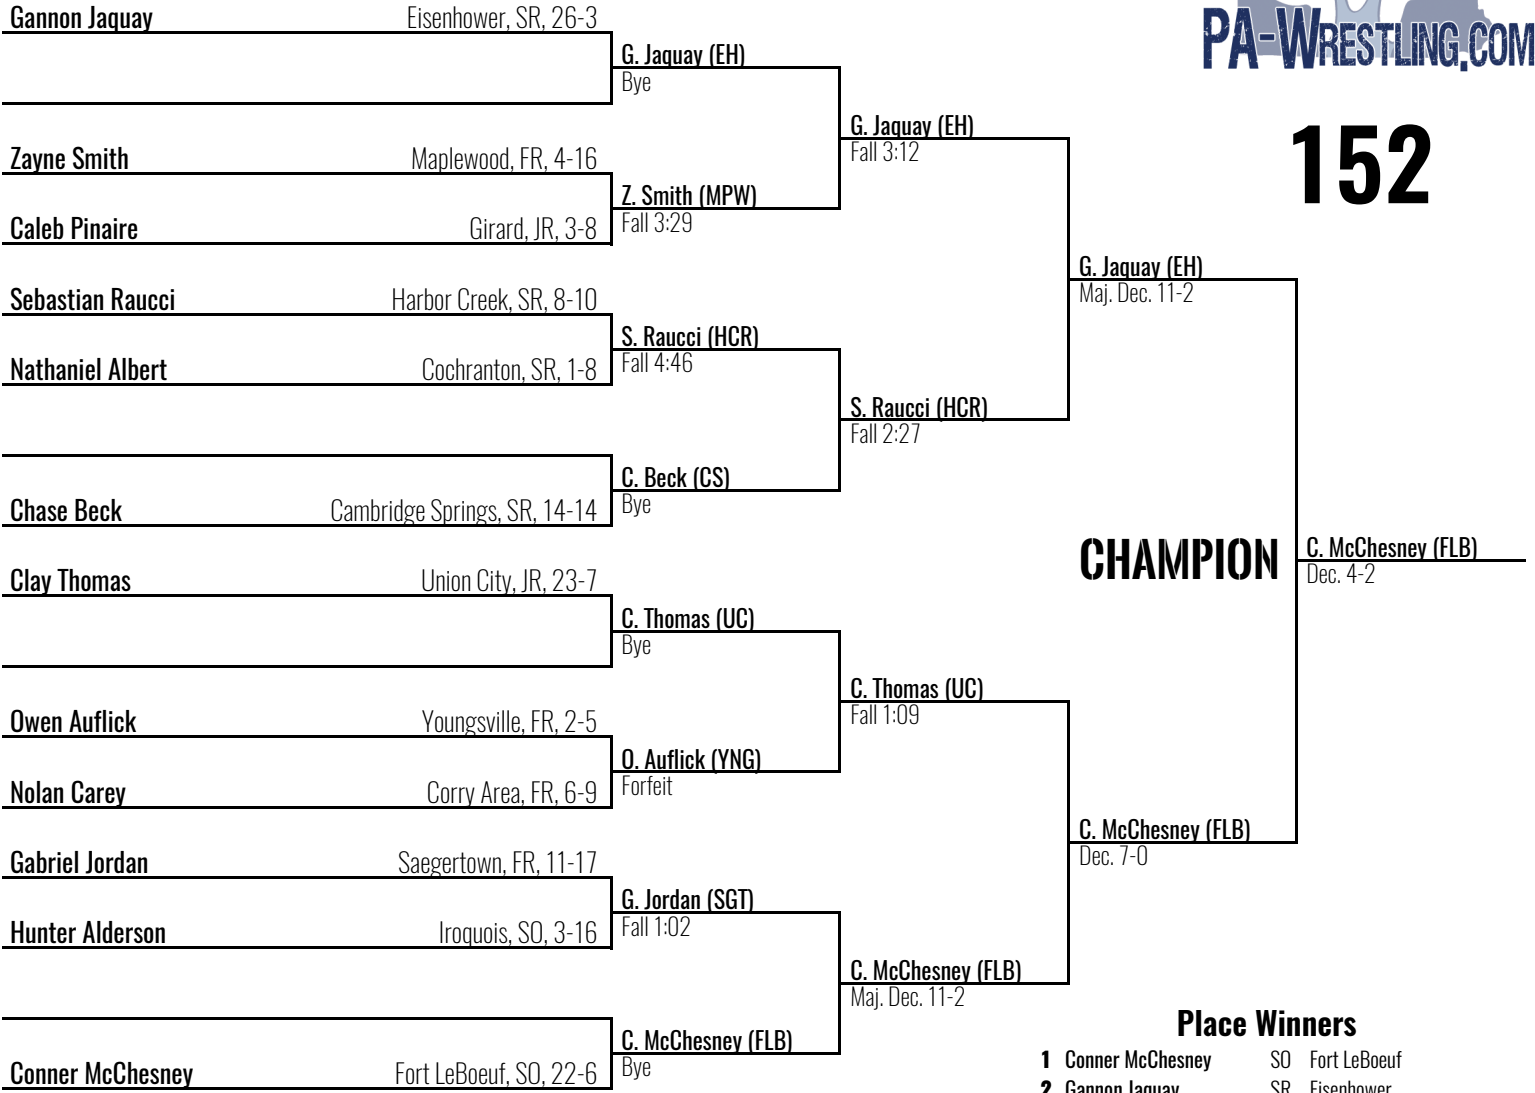 Gannon Jaquay Eisenhower, SR, 26-3
G. Jaquay (EH)
Bye
PA-WRESTLING.COM
152
G. Jaquay (EH)
Fall 3:12
Zayne Smith Maplewood, FR, 4-16
Z. Smith (MPW)
Fall 3:29
Caleb Pinaire Girard, JR, 3-8
G. Jaquay (EH)
Maj. Dec. 11-2
Sebastian Raucci Harbor Creek, SR, 8-10
S. Raucci (HCR)
Fall 4:46
Nathaniel Albert Cochranton, SR, 1-8
S. Raucci (HCR)
Fall 2:27
C. Beck (CS)
Bye
Chase Beck Cambridge Springs, SR, 14-14
CHAMPION
C. McChesney (FLB)
Dec. 4-2
Clay Thomas Union City, JR, 23-7
C. Thomas (UC)
Bye
C. Thomas (UC)
Fall 1:09
Owen Auflick Youngsville, FR, 2-5
O. Auflick (YNG)
Forfeit
Nolan Carey Corry Area, FR, 6-9
C. McChesney (FLB)
Dec. 7-0
Gabriel Jordan Saegertown, FR, 11-17
G. Jordan (SGT)
Fall 1:02
Hunter Alderson Iroquois, SO, 3-16
C. McChesney (FLB)
Maj. Dec. 11-2
C. McChesney (FLB)
Bye
Conner McChesney Fort LeBoeuf, SO, 22-6
Place Winners
1 Conner McChesney SO Fort LeBoeuf
2 Gannon Jaquay SR Eisenhower